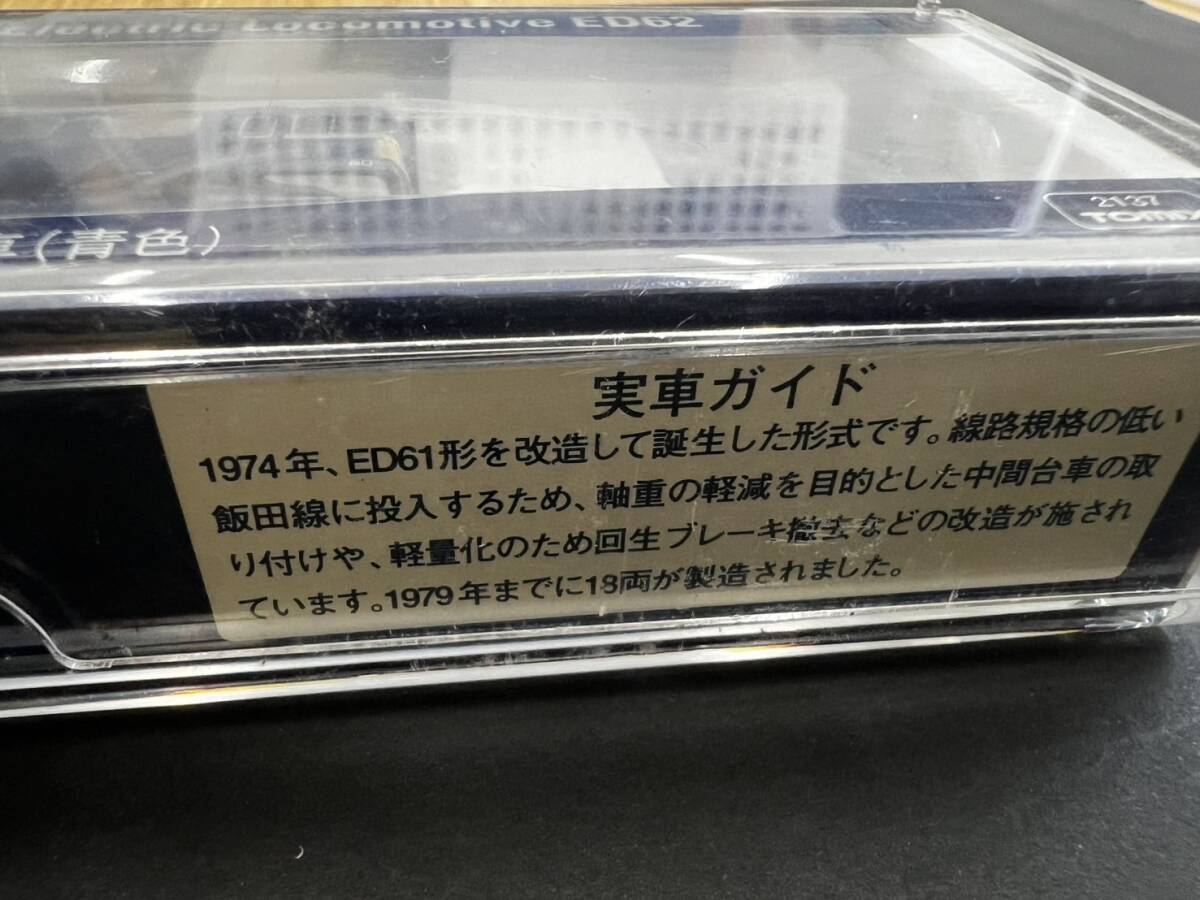 Electric Locomotive ED62
(青色)
2137
TOMIX
実車ガイド
1974年、ED61形を改造して誕生した形式です。線路規格の低い
飯田線に投入するため、軸重の軽減を目的とした中間台車の取
り付けや、軽量化のため回生ブレーキ撤去などの改造が施され
ています。1979年までに18両が製造されました。